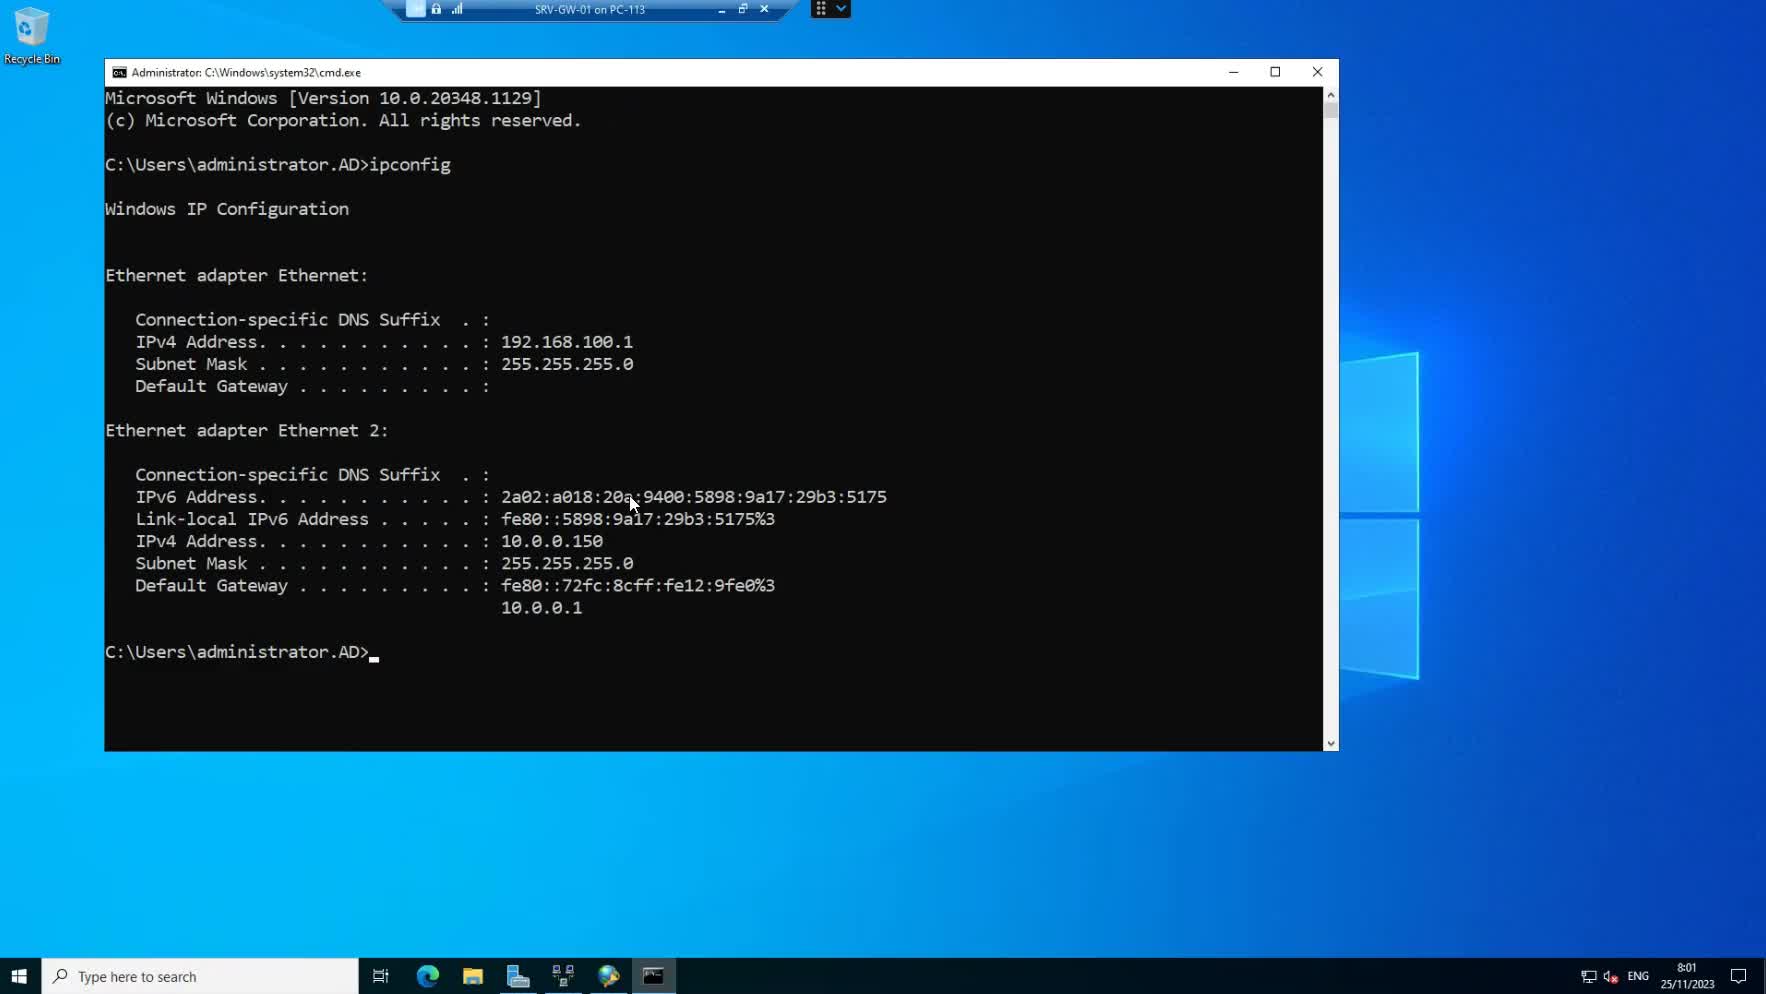 SRV-GW-01 on PC-113
Recycle Bin
Administrator: C:\Windows\system32\cmd.exe
Microsoft Windows [Version 10.0.20348.1129]
(c) Microsoft Corporation. All rights reserved.
C:\Users\administrator.AD>ipconfig
Windows IP Configuration
Ethernet adapter Ethernet:
Connection-specific DNS Suffix . :
IPv4 Address. . . . . . . . . . . : 192.168.100.1
Subnet Mask . . . . . . . . . . . : 255.255.255.0
Default Gateway . . . . . . . . . :
Ethernet adapter Ethernet 2:
Connection-specific DNS Suffix . :
IPv6 Address. . . . . . . . . . . : 2a02:a018:20a:9400:5898:9a17:29b3:5175
Link-local IPv6 Address . . . . . : fe80::5898:9a17:29b3:5175%3
IPv4 Address. . . . . . . . . . . : 10.0.0.150
Subnet Mask . . . . . . . . . . . : 255.255.255.0
Default Gateway . . . . . . . . . : fe80::72fc:8cff:fe12:9fe0%3
10.0.0.1
C:\Users\administrator.AD>
Type here to search
ENG
8:01
25/11/2023